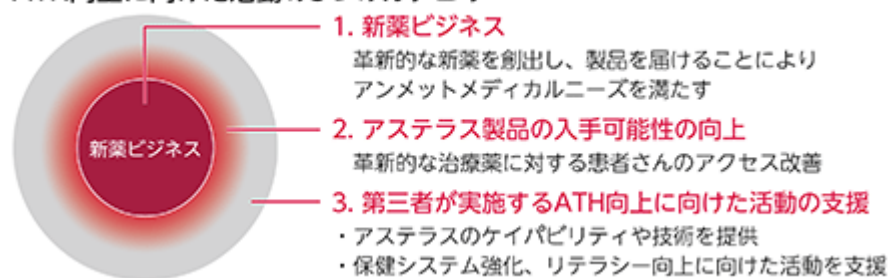 1. 新薬ビジネス
革新的な新薬を創出し、製品を届けることにより
アンメットメディカルニーズを満たす
新薬ビジネス
2. アステラス製品の入手可能性の向上
革新的な治療薬に対する患者さんのアクセス改善
3. 第三者が実施するATH向上に向けた活動の支援
・アステラスのケイパビリティや技術を提供
・保健システム強化、リテラシー向上に向けた活動を支援